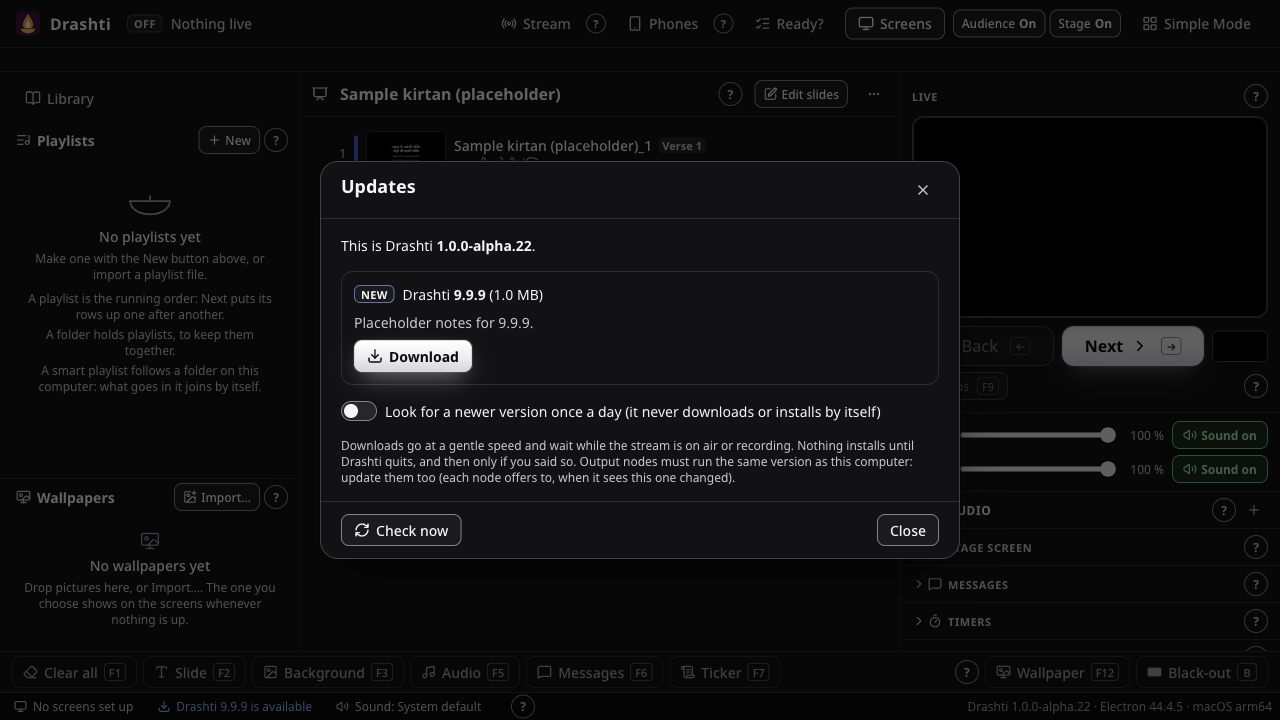 Drashti OFF Nothing live Stream ? Phones ? Ready? Screens Audience On Stage On Simple Mode
Library
Playlists New ?
No playlists yet
Make one with the New button above, or
import a playlist file.
A playlist is the running order: Next puts its
rows up one after another.
A folder holds playlists, to keep them
together.
A smart playlist follows a folder on this
computer: what goes in it joins by itself.
Wallpapers Import... ?
No wallpapers yet
Drop pictures here, or Import.... The one you
choose shows on the screens whenever
nothing is up.
Sample kirtan (placeholder) ? Edit slides ...
1 Sample kirtan (placeholder)_1 Verse 1
Updates
This is Drashti 1.0.0-alpha.22.
NEW Drashti 9.9.9 (1.0 MB)
Placeholder notes for 9.9.9.
Download
Look for a newer version once a day (it never downloads or installs by itself)
Downloads go at a gentle speed and wait while the stream is on air or recording. Nothing installs until
Drashti quits, and then only if you said so. Output nodes must run the same version as this computer:
update them too (each node offers to, when it sees this one changed).
Check now Close
LIVE ?
Back ← Next →
F9 ?
100 % Sound on
100 % Sound on
? +
STAGE SCREEN ?
MESSAGES ?
TIMERS ?
Clear all F1 Slide F2 Background F3 Audio F5 Messages F6 Ticker F7 ? Wallpaper F12 Black-out B
No screens set up Drashti 9.9.9 is available Sound: System default ? Drashti 1.0.0-alpha.22 · Electron 44.4.5 · macOS arm64